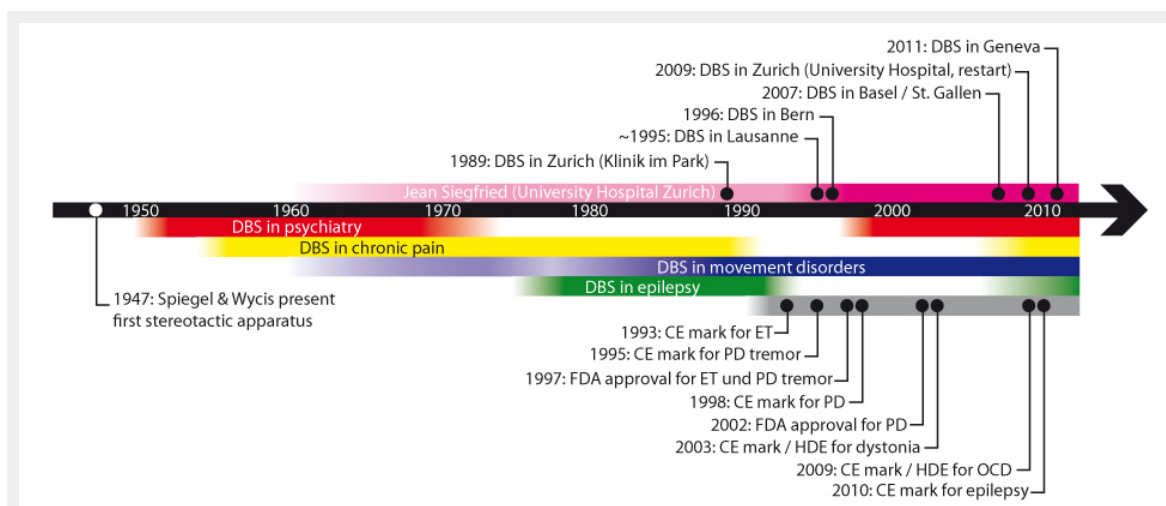 2011: DBS in Geneva
2009: DBS in Zurich (University Hospital, restart)
2007: DBS in Basel / St. Gallen
1996: DBS in Bern
~1995: DBS in Lausanne
1989: DBS in Zurich (Klinik im Park)
Jean Siegfried (University Hospital Zurich)
1950 1960 1970 1980 1990 2000 2010
DBS in psychiatry
DBS in chronic pain
DBS in movement disorders
DBS in epilepsy
1947: Spiegel & Wycis present
first stereotactic apparatus
1993: CE mark for ET
1995: CE mark for PD tremor
1997: FDA approval for ET und PD tremor
1998: CE mark for PD
2002: FDA approval for PD
2003: CE mark / HDE for dystonia
2009: CE mark / HDE for OCD
2010: CE mark for epilepsy